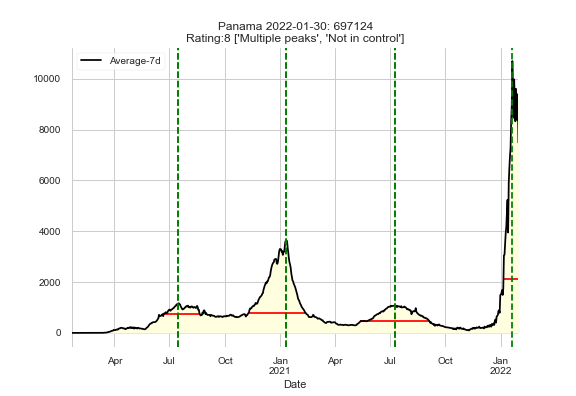 Panama 2022-01-30: 697124
Rating:8 ['Multiple peaks', 'Not in control']
Average-7d
10000
8000
6000
4000
2000
0
Apr Jul Oct Jan Apr Jul Oct Jan
2021 2022
Date